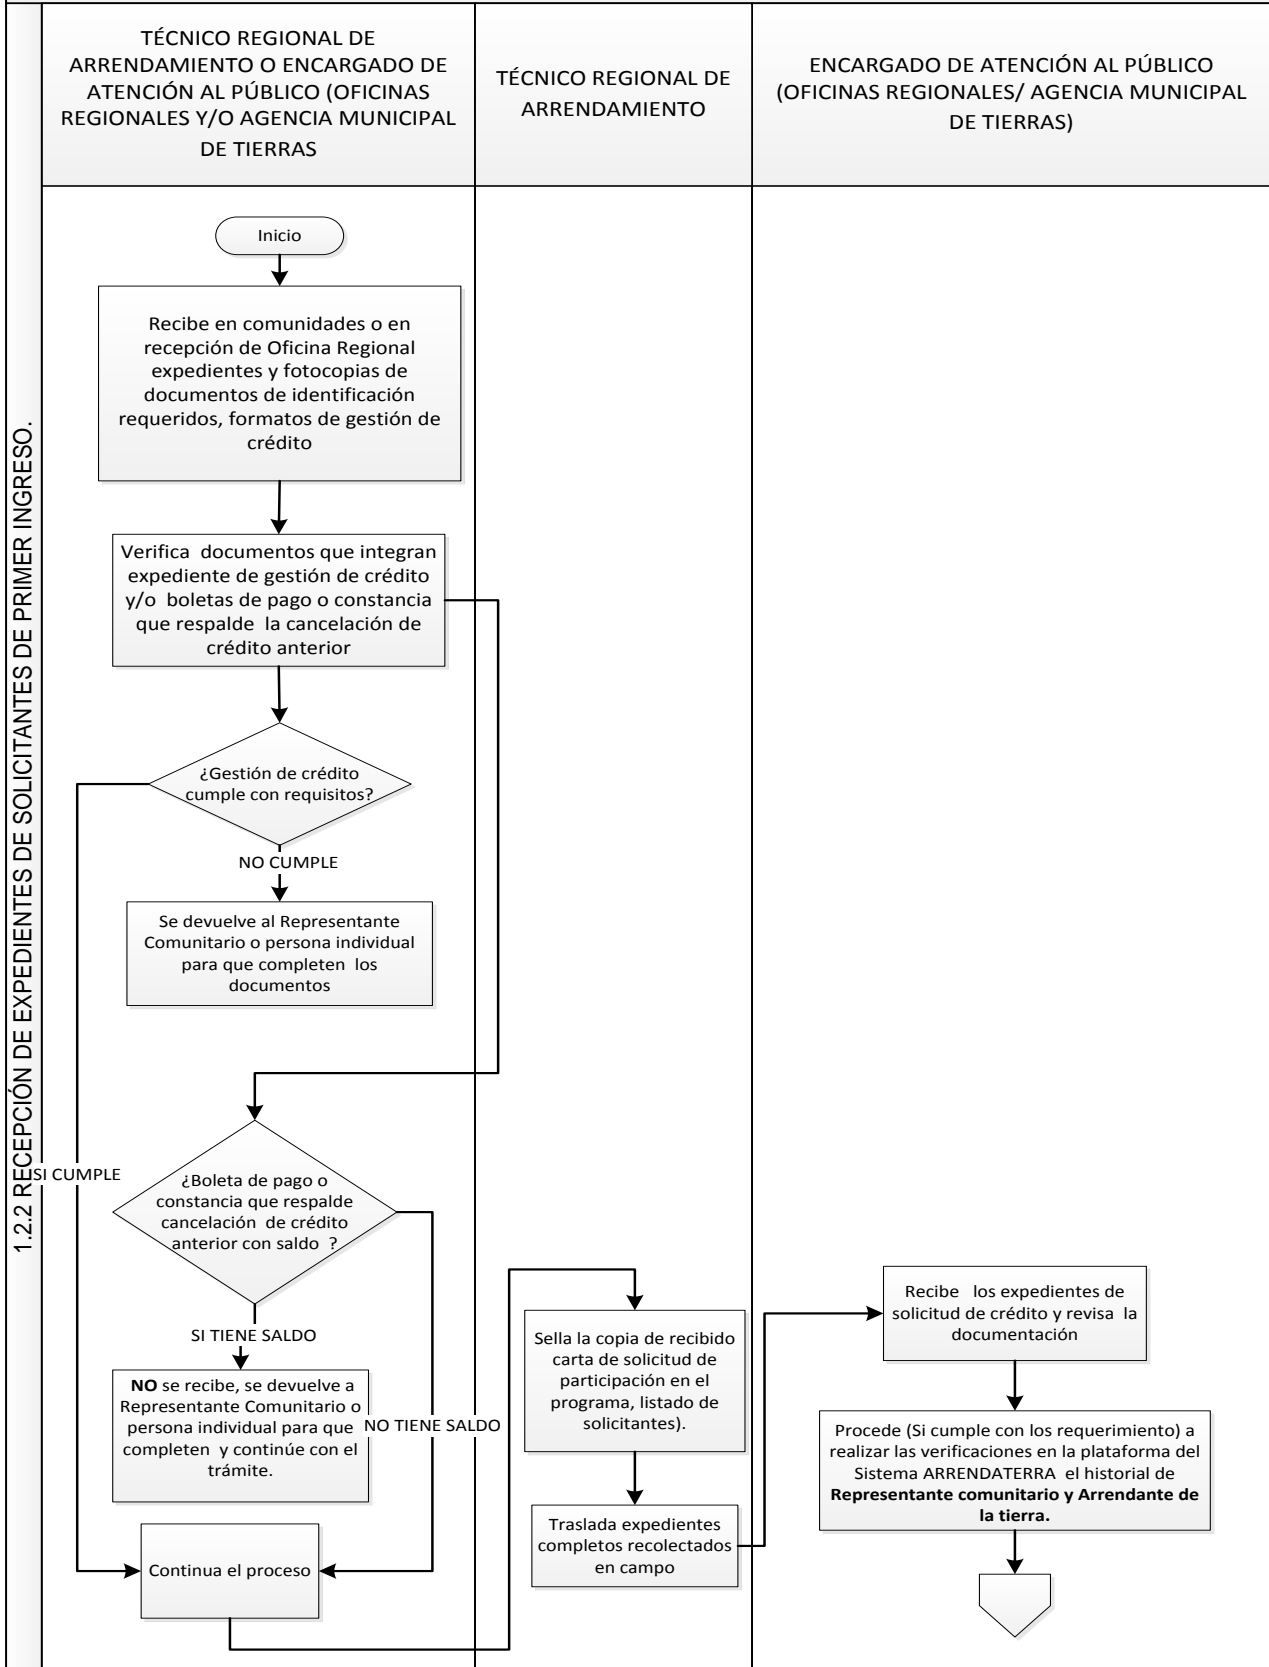 TÉCNICO REGIONAL DE
ARRENDAMIENTO O ENCARGADO DE
ATENCIÓN AL PÚBLICO (OFICINAS
REGIONALES Y/O AGENCIA MUNICIPAL
DE TIERRAS
TÉCNICO REGIONAL DE
ARRENDAMIENTO
ENCARGADO DE ATENCIÓN AL PÚBLICO
(OFICINAS REGIONALES/ AGENCIA MUNICIPAL
DE TIERRAS)
1.2.2 RECEPCIÓN DE EXPEDIENTES DE SOLICITANTES DE PRIMER INGRESO.
Inicio
Recibe en comunidades o en
recepción de Oficina Regional
expedientes y fotocopias de
documentos de identificación
requeridos, formatos de gestión de
crédito
Verifica documentos que integran
expediente de gestión de crédito
y/o boletas de pago o constancia
que respalde la cancelación de
crédito anterior
¿Gestión de crédito
cumple con requisitos?
NO CUMPLE
Se devuelve al Representante
Comunitario o persona individual
para que completen los
documentos
SI CUMPLE
¿Boleta de pago o
constancia que respalde
cancelación de crédito
anterior con saldo ?
SI TIENE SALDO
NO se recibe, se devuelve a
Representante Comunitario o
persona individual para que
completen y continúe con el
trámite.
NO TIENE SALDO
Continua el proceso
Sella la copia de recibido
carta de solicitud de
participación en el
programa, listado de
solicitantes).
Traslada expedientes
completos recolectados
en campo
Recibe los expedientes de
solicitud de crédito y revisa la
documentación
Procede (Si cumple con los requerimiento) a
realizar las verificaciones en la plataforma del
Sistema ARRENDATERRA el historial de
Representante comunitario y Arrendante de
la tierra.